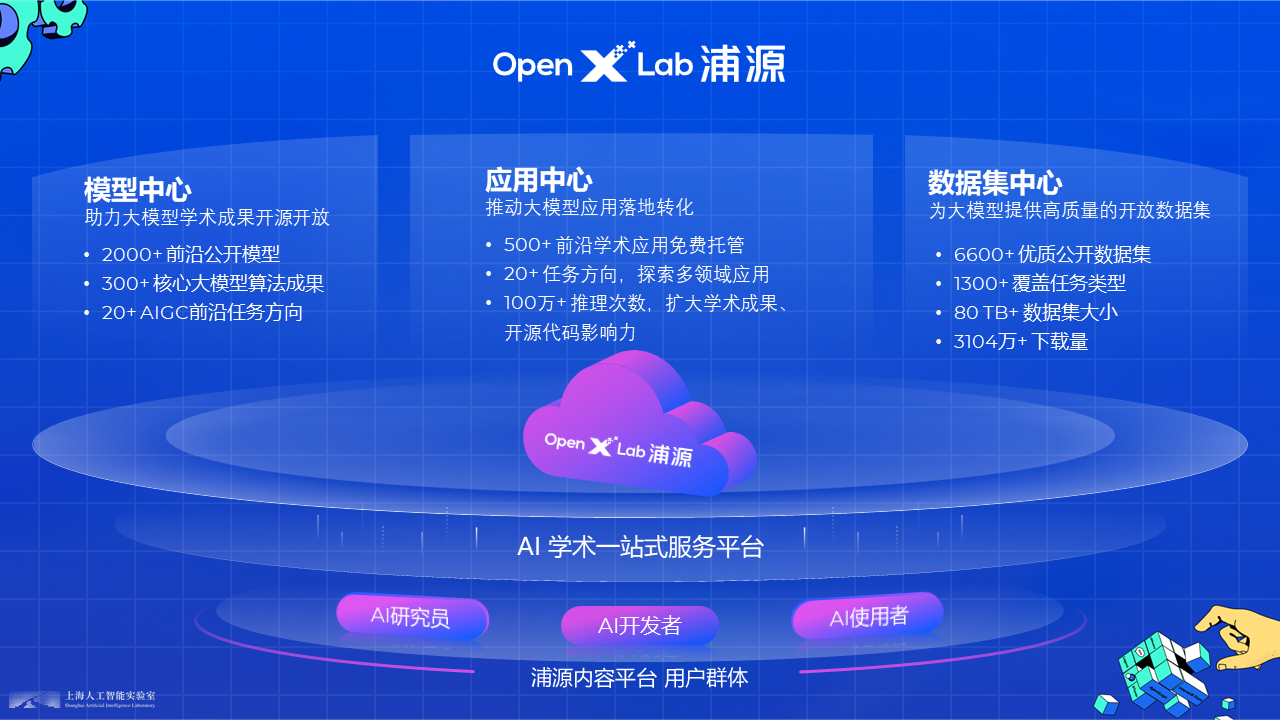 Open X Lab 浦源
模型中心
助力大模型学术成果开源开放
• 2000+ 前沿公开模型
• 300+ 核心大模型算法成果
• 20+ AIGC前沿任务方向
应用中心
推动大模型应用落地转化
• 500+ 前沿学术应用免费托管
• 20+ 任务方向，探索多领域应用
• 100万+ 推理次数，扩大学术成果、
开源代码影响力
数据集中心
为大模型提供高质量的开放数据集
• 6600+ 优质公开数据集
• 1300+ 覆盖任务类型
• 80 TB+ 数据集大小
• 3104万+ 下载量
Open X Lab 浦源
AI 学术一站式服务平台
AI研究员
AI开发者
AI使用者
浦源内容平台 用户群体
上海人工智能实验室
Shanghai Artificial Intelligence Laboratory